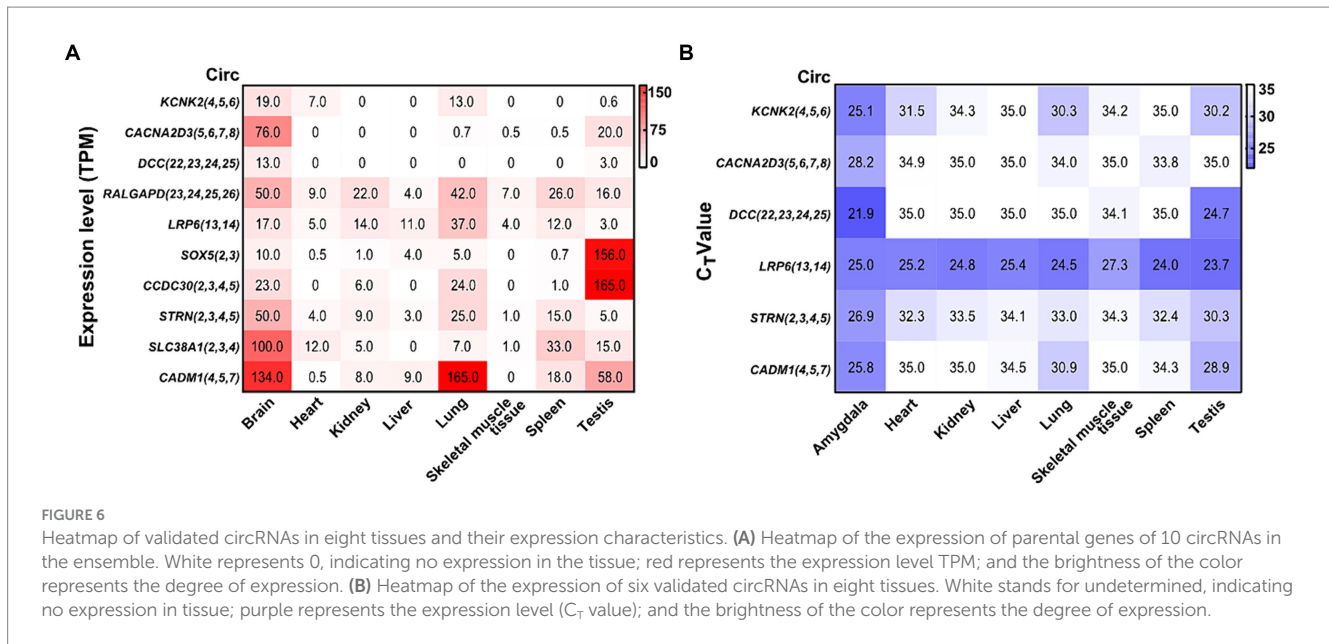 A
Circ
Expression level (TPM)
KCNK2(4,5,6) 19.0 7.0 0 0 13.0 0 0 0.6
CACNA2D3(5,6,7,8) 76.0 0 0 0 0.7 0.5 0.5 20.0
DCC(22,23,24,25) 13.0 0 0 0 0 0 0 3.0
RALGAPD(23,24,25,26) 50.0 9.0 22.0 4.0 42.0 7.0 26.0 16.0
LRP6(13,14) 17.0 5.0 14.0 11.0 37.0 4.0 12.0 3.0
SOX5(2,3) 10.0 0.5 1.0 4.0 5.0 0 0.7 156.0
CCDC30(2,3,4,5) 23.0 0 6.0 0 24.0 0 1.0 165.0
STRN(2,3,4,5) 50.0 4.0 9.0 3.0 25.0 1.0 15.0 5.0
SLC38A1(2,3,4) 100.0 12.0 5.0 0 7.0 1.0 33.0 15.0
CADM1(4,5,7) 134.0 0.5 8.0 9.0 165.0 0 18.0 58.0
Brain Heart Kidney Liver Lung Skeletal muscle tissue Spleen Testis
150
75
0
B
Circ
CT Value
KCNK2(4,5,6) 25.1 31.5 34.3 35.0 30.3 34.2 35.0 30.2
CACNA2D3(5,6,7,8) 28.2 34.9 35.0 35.0 34.0 35.0 33.8 35.0
DCC(22,23,24,25) 21.9 35.0 35.0 35.0 35.0 34.1 35.0 24.7
LRP6(13,14) 25.0 25.2 24.8 25.4 24.5 27.3 24.0 23.7
STRN(2,3,4,5) 26.9 32.3 33.5 34.1 33.0 34.3 32.4 30.3
CADM1(4,5,7) 25.8 35.0 35.0 34.5 30.9 35.0 34.3 28.9
Amygdala Heart Kidney Liver Lung Skeletal muscle tissue Spleen Testis
35
30
25
FIGURE 6
Heatmap of validated circRNAs in eight tissues and their expression characteristics. (A) Heatmap of the expression of parental genes of 10 circRNAs in
the ensemble. White represents 0, indicating no expression in the tissue; red represents the expression level TPM; and the brightness of the color
represents the degree of expression. (B) Heatmap of the expression of six validated circRNAs in eight tissues. White stands for undetermined, indicating
no expression in tissue; purple represents the expression level (CT value); and the brightness of the color represents the degree of expression.